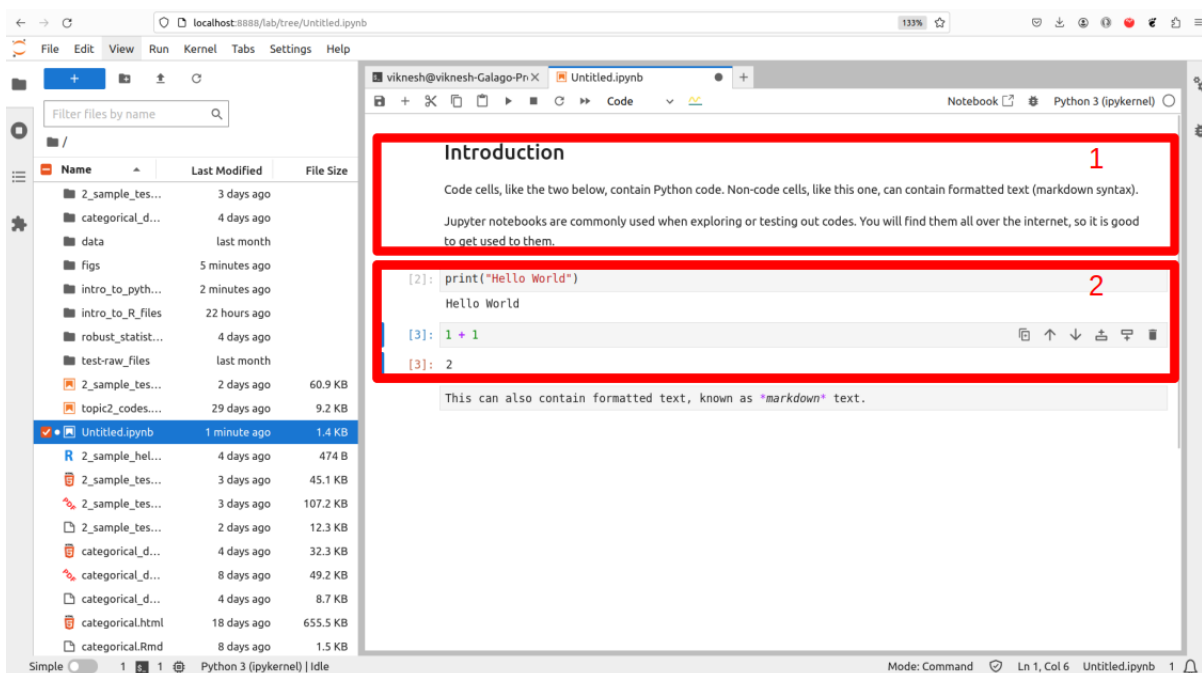 localhost:8888/lab/tree/Untitled.ipynb 133%
File Edit View Run Kernel Tabs Settings Help
+ viknesh@viknesh-Galago-Pr Untitled.ipynb
Filter files by name Code Notebook Python 3 (ipykernel)
/
Name Last Modified File Size
2_sample_tes... 3 days ago
categorical_d... 4 days ago
data last month
figs 5 minutes ago
intro_to_pyth... 2 minutes ago
intro_to_R_files 22 hours ago
robust_statist... 4 days ago
test-raw_files last month
2_sample_tes... 2 days ago 60.9 KB
topic2_codes.... 29 days ago 9.2 KB
Untitled.ipynb 1 minute ago 1.4 KB
2_sample_hel... 4 days ago 474 B
2_sample_tes... 3 days ago 45.1 KB
2_sample_tes... 3 days ago 107.2 KB
2_sample_tes... 2 days ago 12.3 KB
categorical_d... 4 days ago 32.3 KB
categorical_d... 8 days ago 49.2 KB
categorical_d... 4 days ago 8.7 KB
categorical.html 18 days ago 655.5 KB
categorical.Rmd 8 days ago 1.5 KB
Introduction
1
Code cells, like the two below, contain Python code. Non-code cells, like this one, can contain formatted text (markdown syntax).
Jupyter notebooks are commonly used when exploring or testing out codes. You will find them all over the internet, so it is good
to get used to them.
[2]: print("Hello World")
2
Hello World
[3]: 1 + 1
[3]: 2
This can also contain formatted text, known as *markdown* text.
Simple 1 1 Python 3 (ipykernel) | Idle Mode: Command Ln 1, Col 6 Untitled.ipynb 1